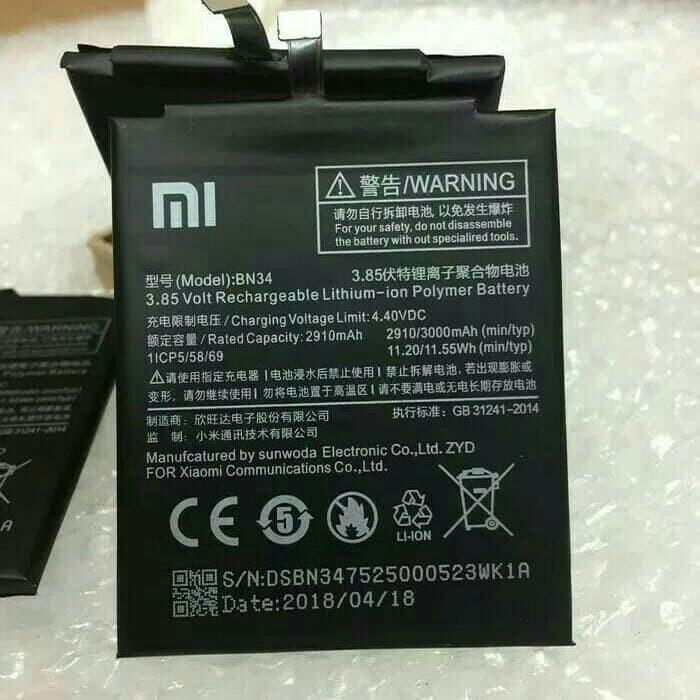 mi
警告/WARNING
请勿自行拆卸电池, 以免发生爆炸
For your safety, do not disassemble
the battery with out specialried tools.
型号(Model):BN34
3.85伏特锂离子聚合物电池
3.85 Volt Rechargeable Lithium-ion Polymer Battery
充电限制电压/Charging Voltage Limit: 4.40VDC
额定容量/Rated Capacity: 2910mAh
2910/3000mAh (min/typ)
1ICP5/58/69
11.20/11.55Wh (min/typ)
请使用指定充电器|电池浸水后禁止使用|禁止拆解电池, 若出现膨胀或
变形, 请勿继续使用|勿将电池置于高温区|请不要满电或无电长期存放电池
制造商: 欣旺达电子股份有限公司
执行标准: GB 31241-2014
监 制: 小米通讯技术有限公司
Maufcatured by sunwoda Electronic Co.,Ltd. ZYD
FOR Xiaomi Communications Co.,Ltd.
CE
5
LI-ION
S/N:DSBN347525000523WK1A
Date:2018/04/18
GB 31241-2014